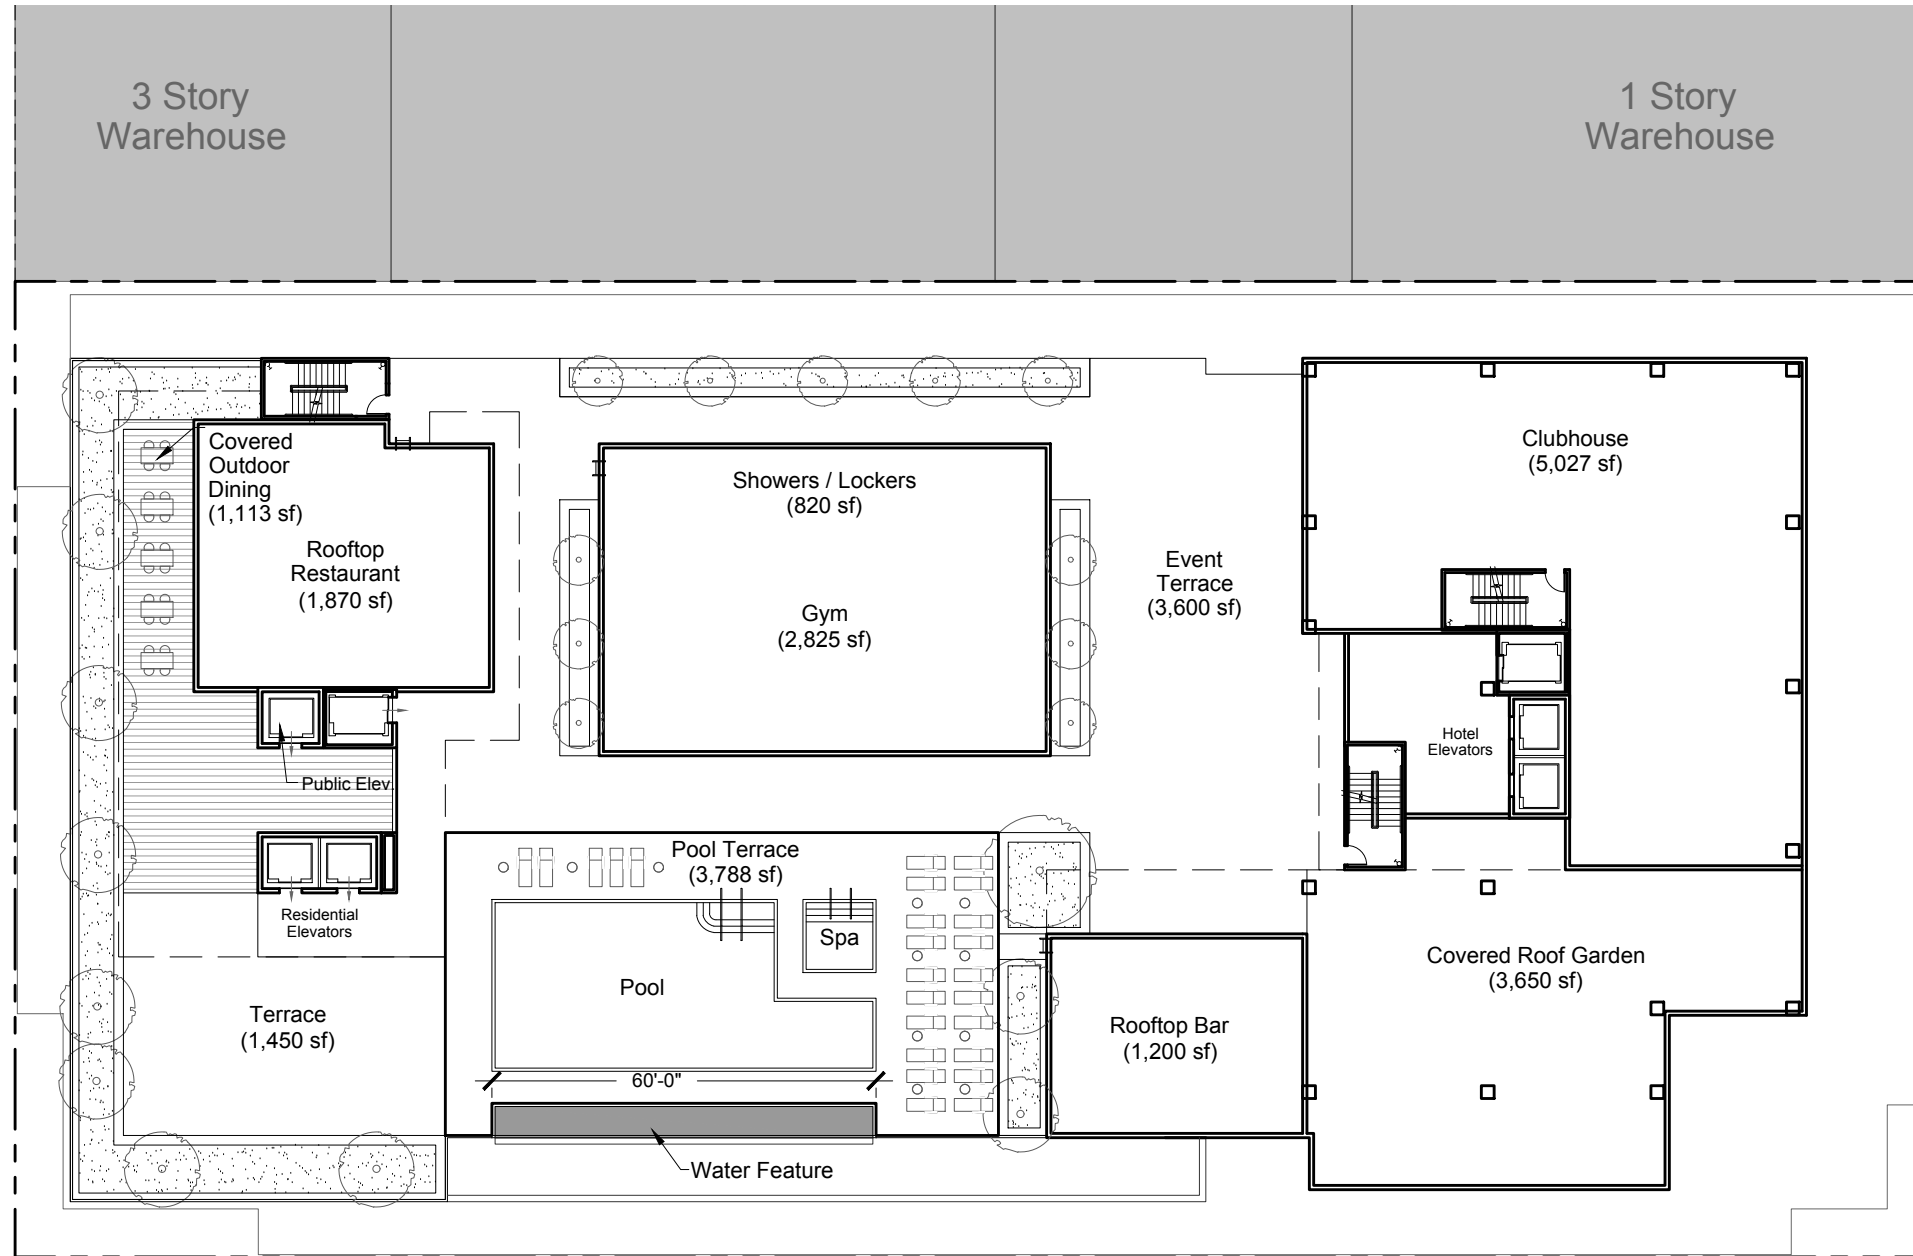 3 Story
Warehouse
1 Story
Warehouse
Covered
Outdoor
Dining
(1,113 sf)
Rooftop
Restaurant
(1,870 sf)
Showers / Lockers
(820 sf)
Gym
(2,825 sf)
Event
Terrace
(3,600 sf)
Clubhouse
(5,027 sf)
Hotel
Elevators
Public Elev.
Residential
Elevators
Pool Terrace
(3,788 sf)
Spa
Pool
Terrace
(1,450 sf)
60'-0"
Water Feature
Rooftop Bar
(1,200 sf)
Covered Roof Garden
(3,650 sf)